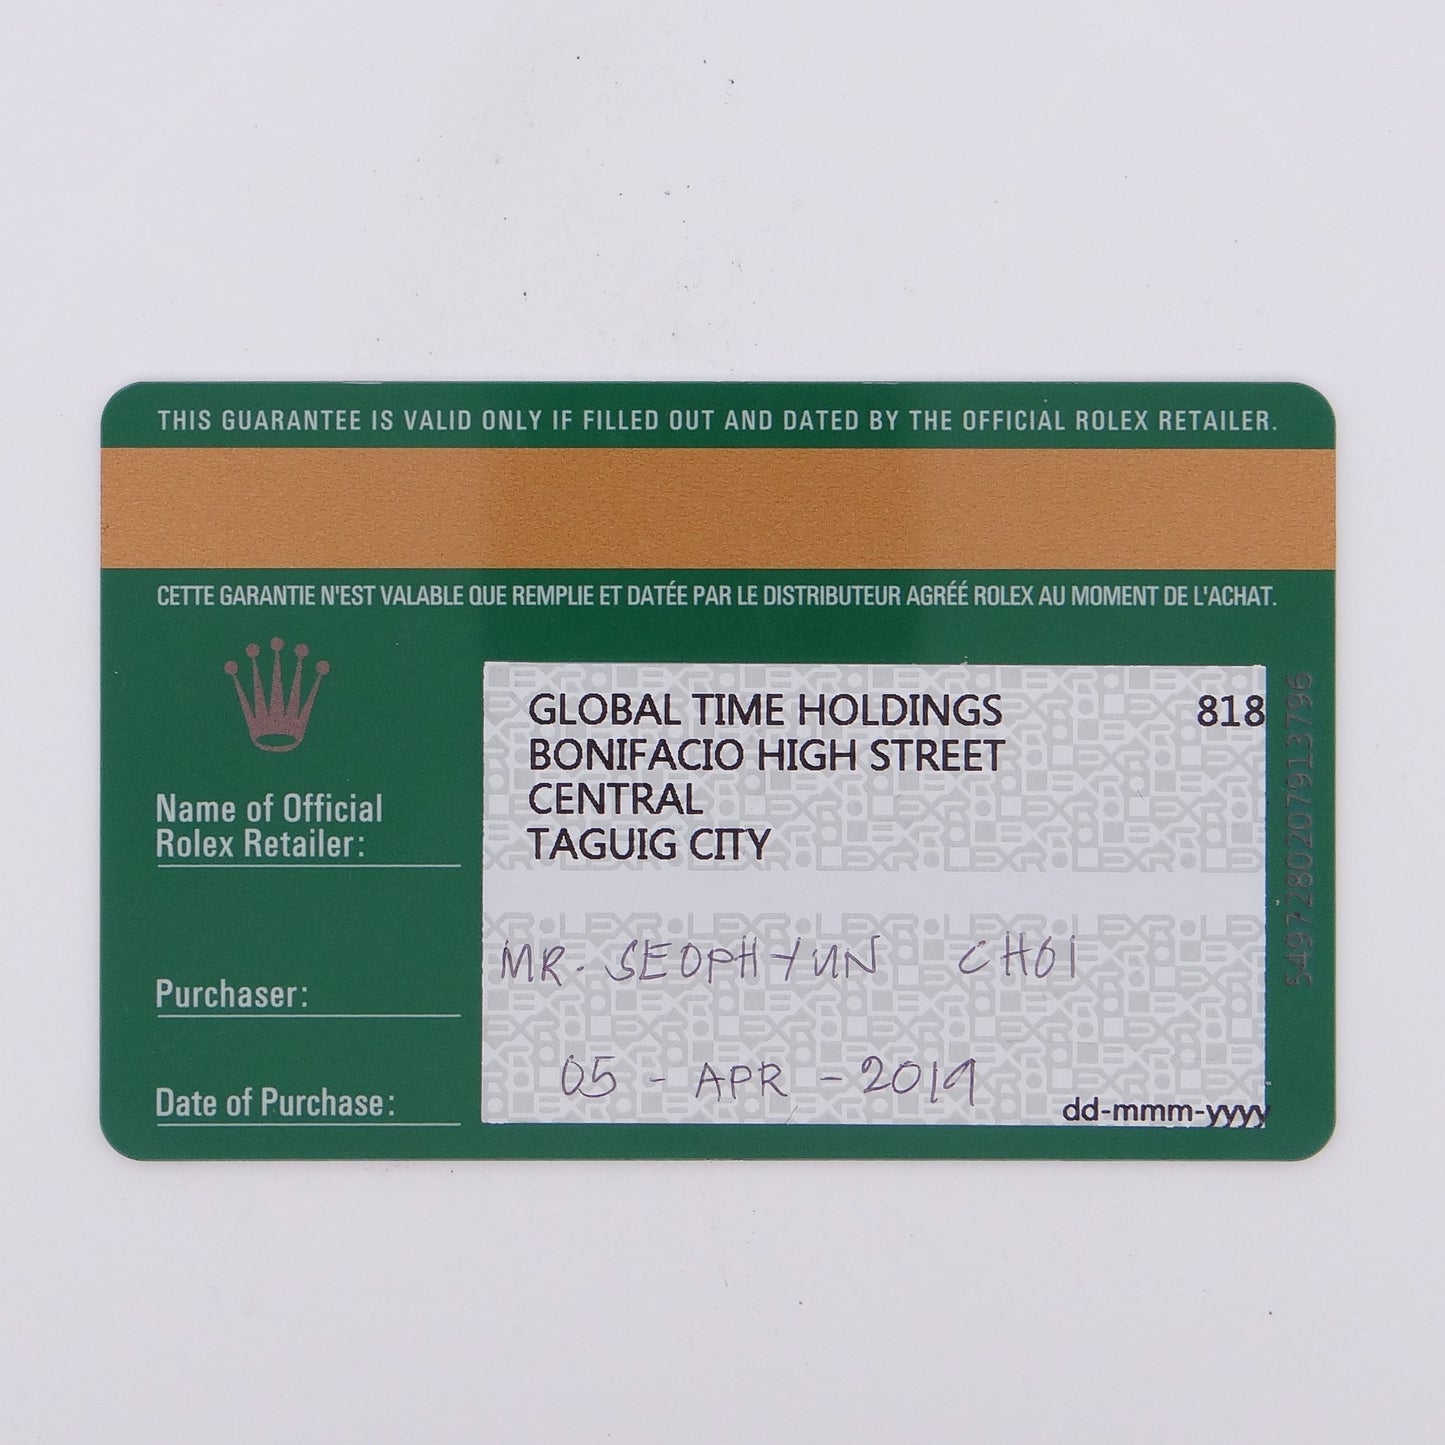 THIS GUARANTEE IS VALID ONLY IF FILLED OUT AND DATED BY THE OFFICIAL ROLEX RETAILER.
CETTE GARANTIE N'EST VALABLE QUE REMPLIE ET DATÉE PAR LE DISTRIBUTEUR AGRÉÉ ROLEX AU MOMENT DE L'ACHAT.
Name of Official
Rolex Retailer:
GLOBAL TIME HOLDINGS 818
BONIFACIO HIGH STREET
CENTRAL
TAGUIG CITY
Purchaser:
MR. SEOPHYUN CHOI
Date of Purchase:
05 - APR - 2019
dd-mmm-yyyy
5497280207913796